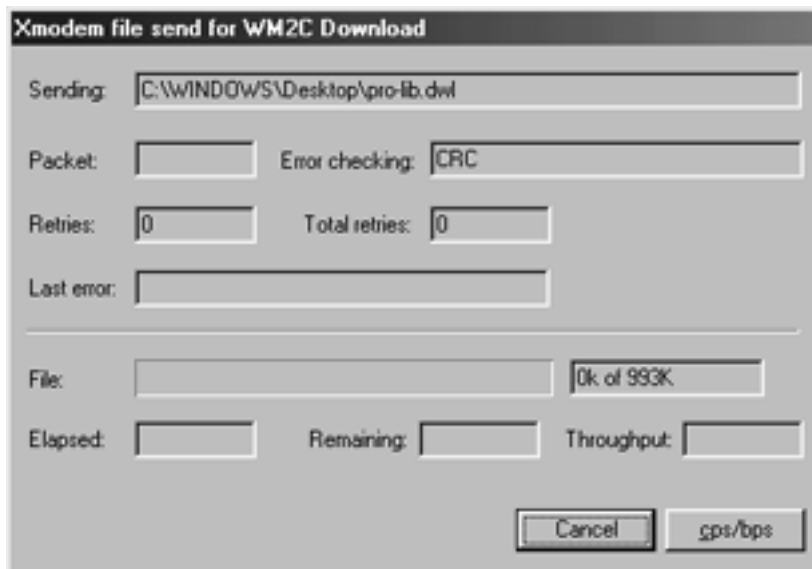 Xmodem file send for WM2C Download
Sending: C:\WINDOWS\Desktop\pro-lib.dwl
Packet: Error checking: CRC
Retries: 0 Total retries: 0
Last error:
File: 0k of 993K
Elapsed: Remaining: Throughput:
Cancel cps/bps